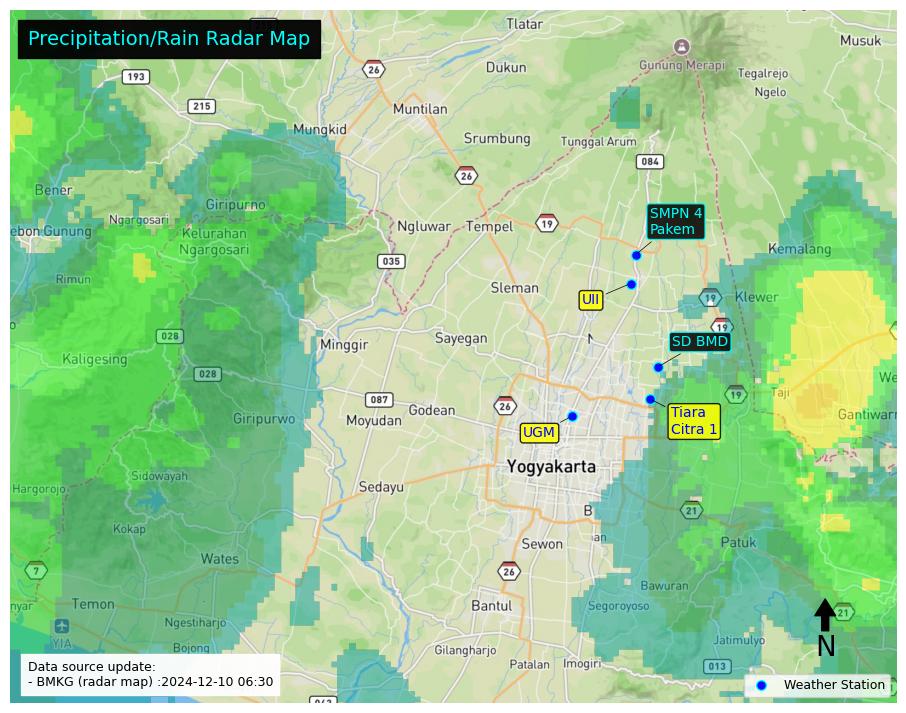 Precipitation/Rain Radar Map
Tlatar
Musuk
26
193
Dukun
Gunung Merapi
Tegalrejo
Ngelo
215
Muntilan
Mungkid
Srumbung
Tunggal Arum
084
26
Bener
Giripurno
Ngargosari
Kelurahan
Ngargosari
ebon Gunung
Ngluwar
Tempel
19
SMPN 4
Pakem
Kemalang
035
Rimun
UII
Sleman
19
Klewer
19
028
Minggir
Sayegan
N
SD BMD
Kaligesing
028
087
Godean
26
19
Taji
We
Giripurwo
Moyudan
UGM
Tiara
Citra 1
Gantiwarn
Yogyakarta
Sidowayah
Hargorojo
Sedayu
21
Kokap
B
an
Sewon
Patuk
Wates
7
26
Bawuran
nyar
Temon
Bantul
Segoroyoso
21
Ngestiharjo
N
YIA
Bojong
Gilangharjo
Jatimulyo
Patalan
Imogiri
013
Data source update:
- BMKG (radar map) :2024-12-10 06:30
Weather Station